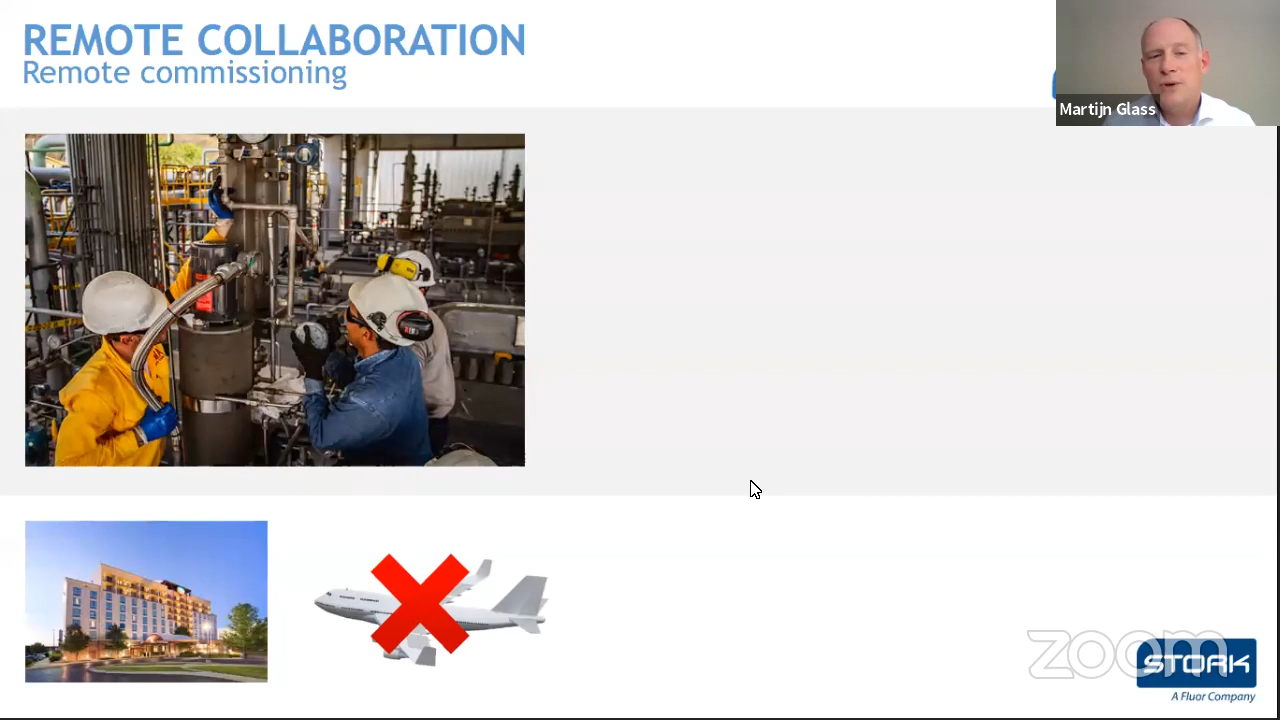 REMOTE COLLABORATION
Remote commissioning
Martijn Glass
zoom
STORK
A Fluor Company